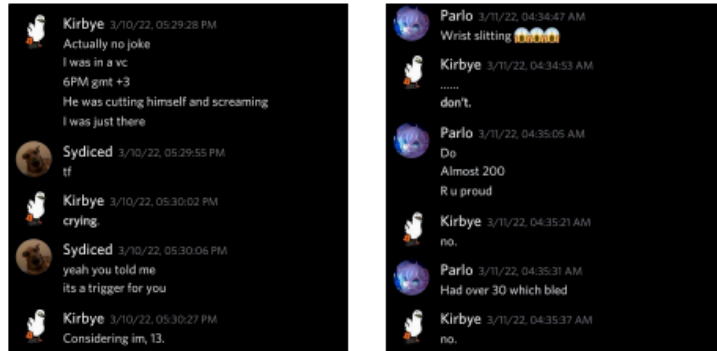 Kirbye 3/10/22, 05:29:28 PM
Actually no joke
I was in a vc
6PM gmt +3
He was cutting himself and screaming
I was just there
Sydiced 3/10/22, 05:29:55 PM
tf
Kirbye 3/10/22, 05:30:02 PM
crying.
Sydiced 3/10/22, 05:30:06 PM
yeah you told me
its a trigger for you
Kirbye 3/10/22, 05:30:27 PM
Considering im, 13.
Parlo 3/11/22, 04:34:47 AM
Wrist slitting 😱😱😱
Kirbye 3/11/22, 04:34:53 AM
......
don't.
Parlo 3/11/22, 04:35:05 AM
Do
Almost 200
R u proud
Kirbye 3/11/22, 04:35:21 AM
no.
Parlo 3/11/22, 04:35:31 AM
Had over 30 which bled
Kirbye 3/11/22, 04:35:37 AM
no.